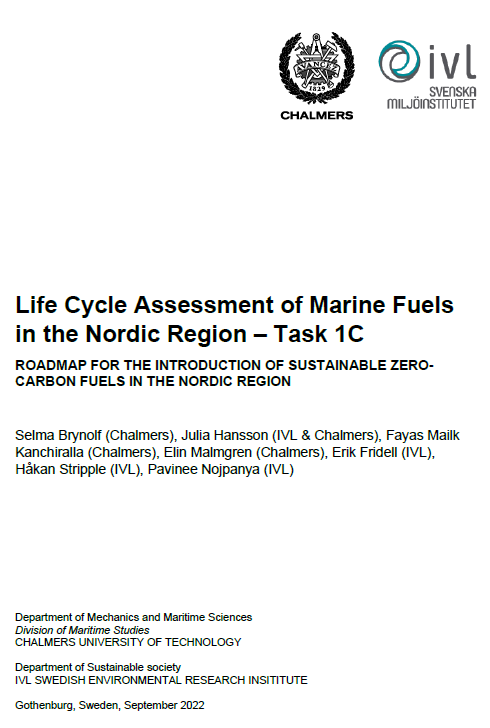 AVANCEZ
1829
CHALMERS
ivl
SVENSKA
MILJÖINSTITUTET
Life Cycle Assessment of Marine Fuels
in the Nordic Region – Task 1C
ROADMAP FOR THE INTRODUCTION OF SUSTAINABLE ZERO-
CARBON FUELS IN THE NORDIC REGION
Selma Brynolf (Chalmers), Julia Hansson (IVL & Chalmers), Fayas Mailk
Kanchiralla (Chalmers), Elin Malmgren (Chalmers), Erik Fridell (IVL),
Håkan Stripple (IVL), Pavinee Nojpanya (IVL)
Department of Mechanics and Maritime Sciences
Division of Maritime Studies
CHALMERS UNIVERSITY OF TECHNOLOGY
Department of Sustainable society
IVL SWEDISH ENVIRONMENTAL RESEARCH INSITITUTE
Gothenburg, Sweden, September 2022